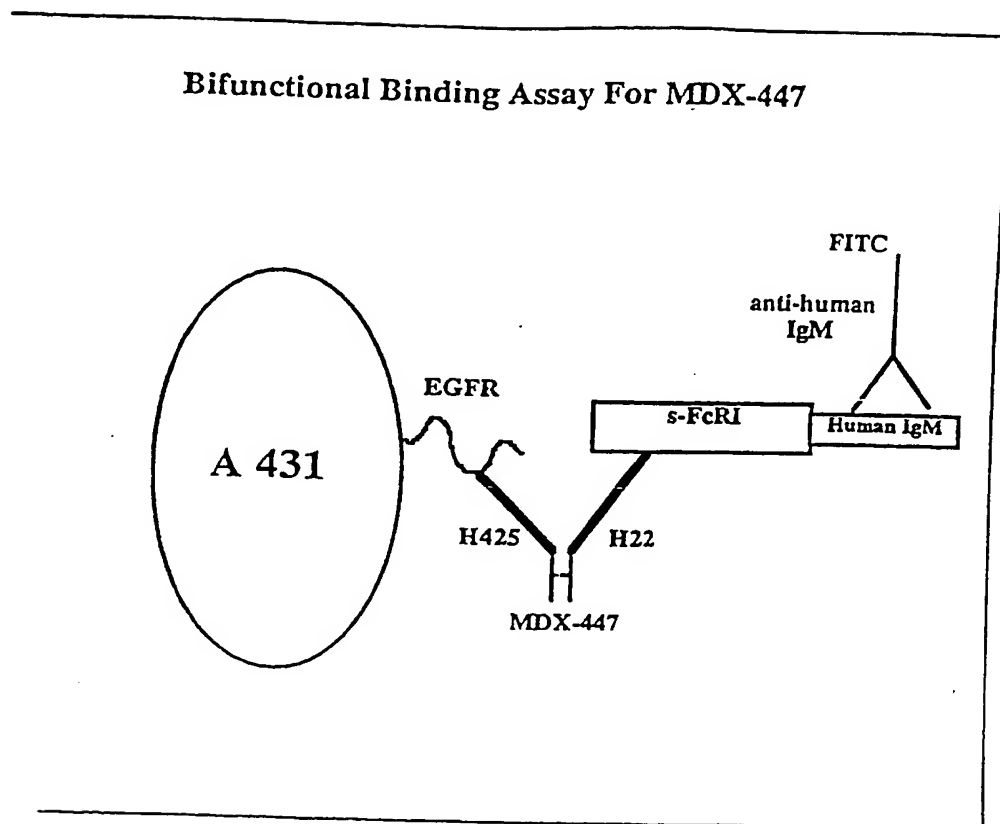 Bifunctional Binding Assay For MDX-447
FITC
anti-human
IgM
EGFR
s-FcRI
Human IgM
A 431
H425
H22
MDX-447